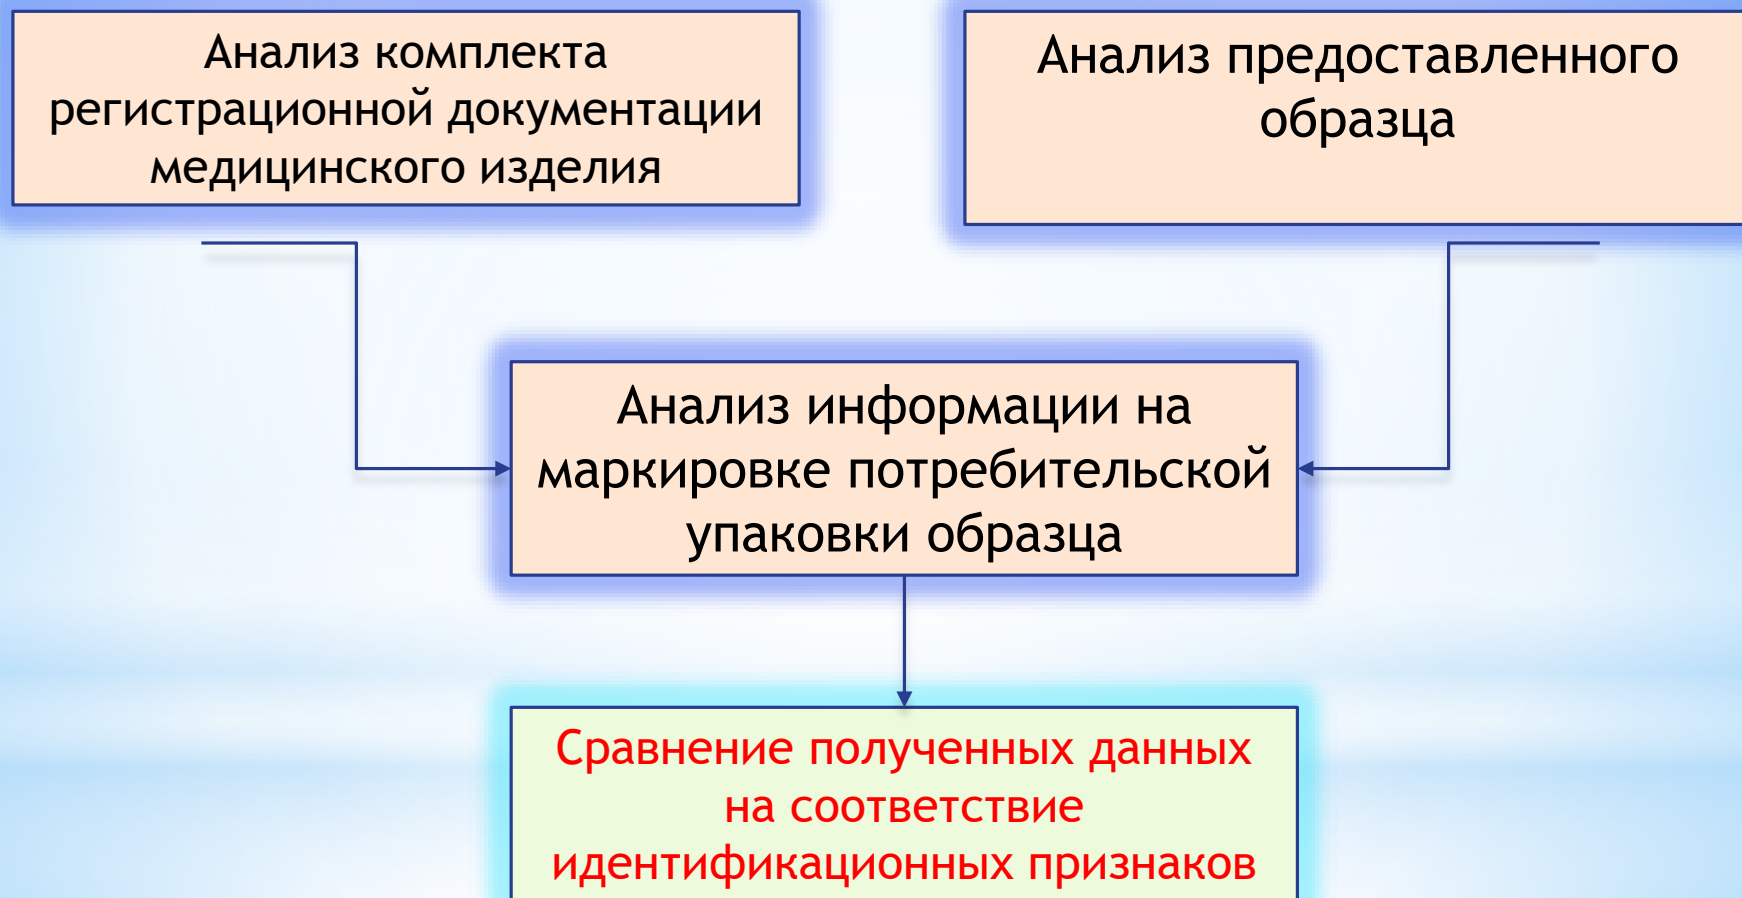 Анализ комплекта
регистрационной документации
медицинского изделия
Анализ предоставленного
образца
Анализ информации на
маркировке потребительской
упаковки образца
Сравнение полученных данных
на соответствие
идентификационных признаков